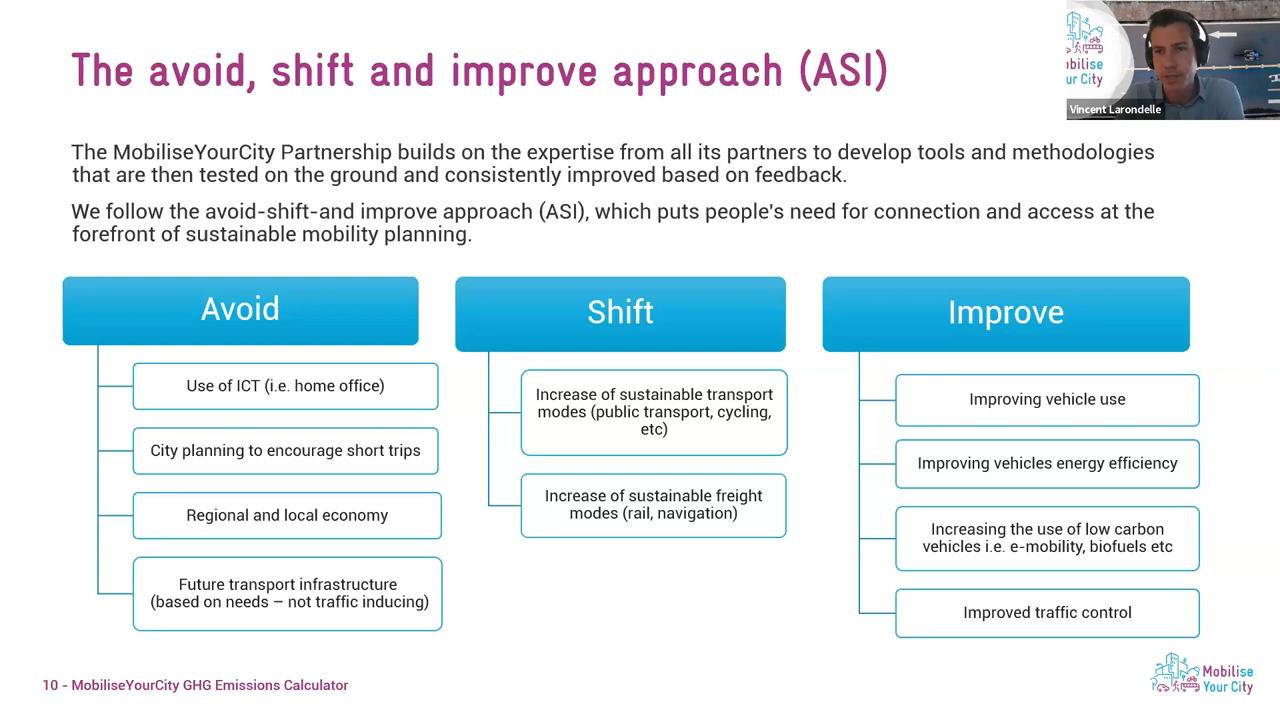 The avoid, shift and improve approach (ASI)
bilise
ur City
Vincent Larondelle
The MobiliseYourCity Partnership builds on the expertise from all its partners to develop tools and methodologies
that are then tested on the ground and consistently improved based on feedback.
We follow the avoid-shift-and improve approach (ASI), which puts people's need for connection and access at the
forefront of sustainable mobility planning.
Avoid
Use of ICT (i.e. home office)
City planning to encourage short trips
Regional and local economy
Future transport infrastructure
(based on needs – not traffic inducing)
Shift
Increase of sustainable transport
modes (public transport, cycling,
etc)
Increase of sustainable freight
modes (rail, navigation)
Improve
Improving vehicle use
Improving vehicles energy efficiency
Increasing the use of low carbon
vehicles i.e. e-mobility, biofuels etc
Improved traffic control
10 - MobiliseYourCity GHG Emissions Calculator
Mobilise
Your City